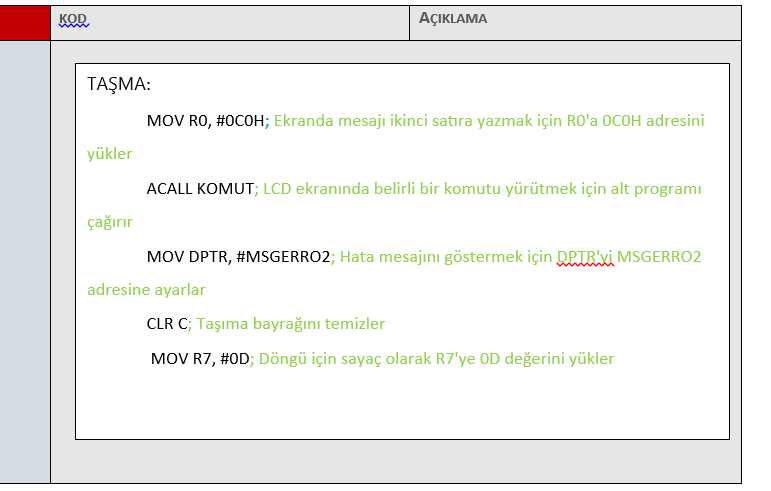 KOD
AÇIKLAMA
TAŞMA:
MOV R0, #0C0H; Ekranda mesajı ikinci satıra yazmak için R0'a 0C0H adresini
yükler
ACALL KOMUT; LCD ekranında belirli bir komutu yürütmek için alt programı
çağırır
MOV DPTR, #MSGERRO2; Hata mesajını göstermek için DPTR'yi MSGERRO2
adresine ayarlar
CLR C; Taşıma bayrağını temizler
MOV R7, #0D; Döngü için sayaç olarak R7'ye 0D değerini yükler